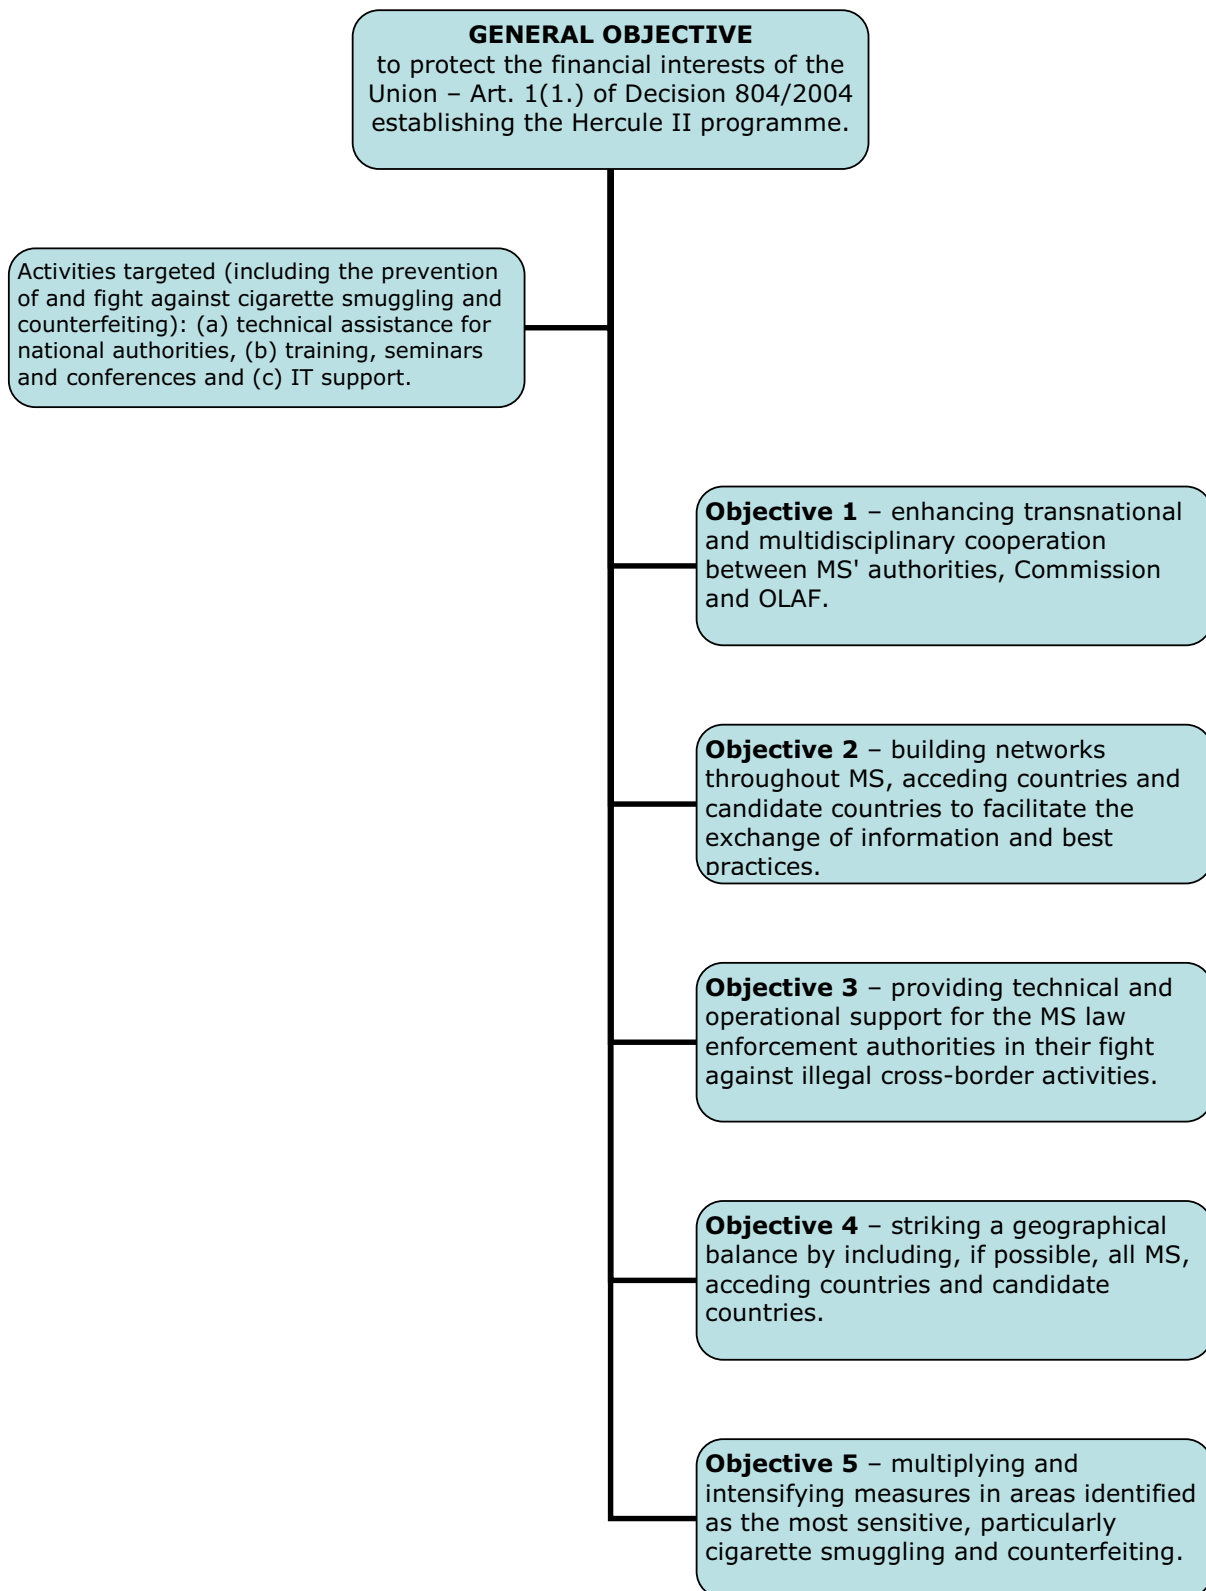 GENERAL OBJECTIVE
to protect the financial interests of the
Union – Art. 1(1.) of Decision 804/2004
establishing the Hercule II programme.
Activities targeted (including the prevention
of and fight against cigarette smuggling and
counterfeiting): (a) technical assistance for
national authorities, (b) training, seminars
and conferences and (c) IT support.
Objective 1 – enhancing transnational
and multidisciplinary cooperation
between MS' authorities, Commission
and OLAF.
Objective 2 – building networks
throughout MS, acceding countries and
candidate countries to facilitate the
exchange of information and best
practices.
Objective 3 – providing technical and
operational support for the MS law
enforcement authorities in their fight
against illegal cross-border activities.
Objective 4 – striking a geographical
balance by including, if possible, all MS,
acceding countries and candidate
countries.
Objective 5 – multiplying and
intensifying measures in areas identified
as the most sensitive, particularly
cigarette smuggling and counterfeiting.